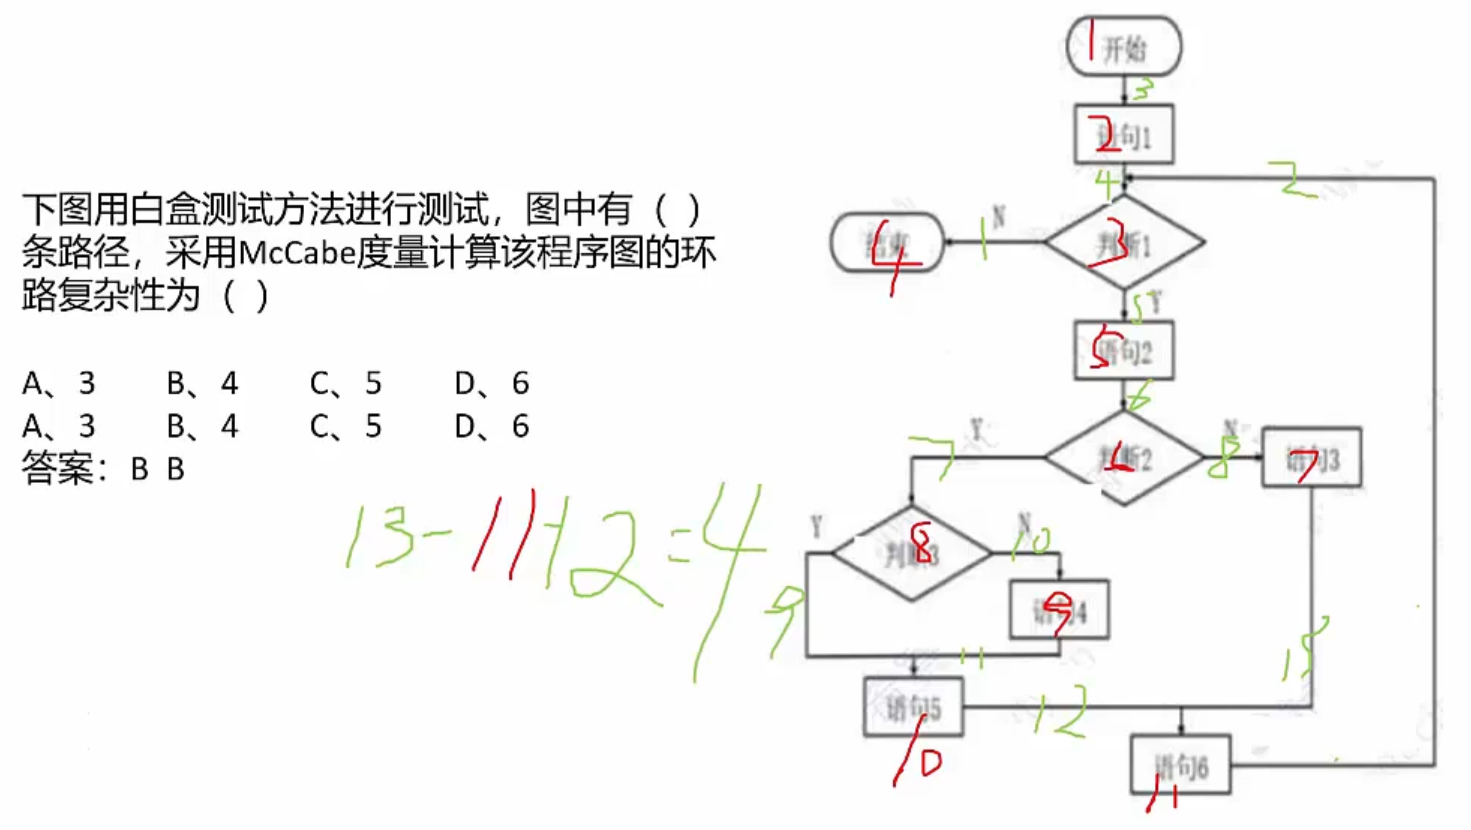 下图用白盒测试方法进行测试，图中有（ ）
条路径，采用McCabe度量计算该程序图的环
路复杂性为（ ）
A、3 B、4 C、5 D、6
A、3 B、4 C、5 D、6
答案：B B
13-11+2=4
1
开始
3
2
语句1
4
2
N
1
4
结束
3
判断1
5
Y
5
语句2
6
Y
7
判断2
N
8
7
语句3
Y
8
判断3
N
10
9
9
语句4
11
13
语句5
10
12
语句6
11